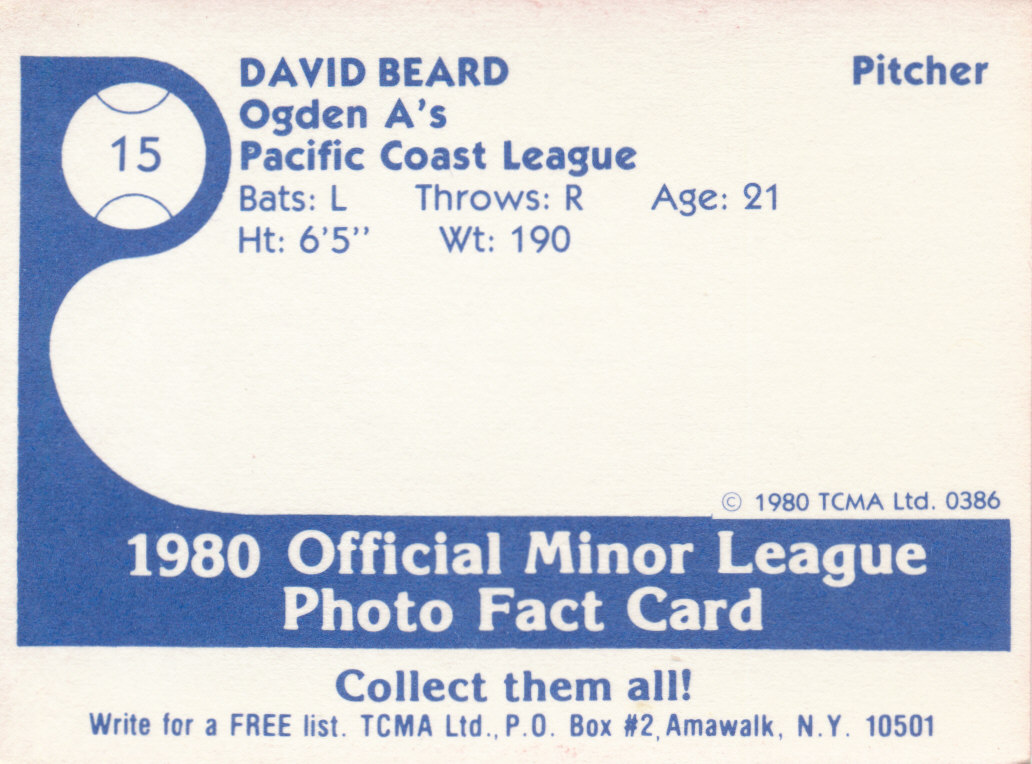 15
DAVID BEARD
Pitcher
Ogden A's
Pacific Coast League
Bats: L Throws: R Age: 21
Ht: 6'5" Wt: 190
© 1980 TCMA Ltd. 0386
1980 Official Minor League
Photo Fact Card
Collect them all!
Write for a FREE list. TCMA Ltd., P.O. Box #2, Amawalk, N.Y. 10501